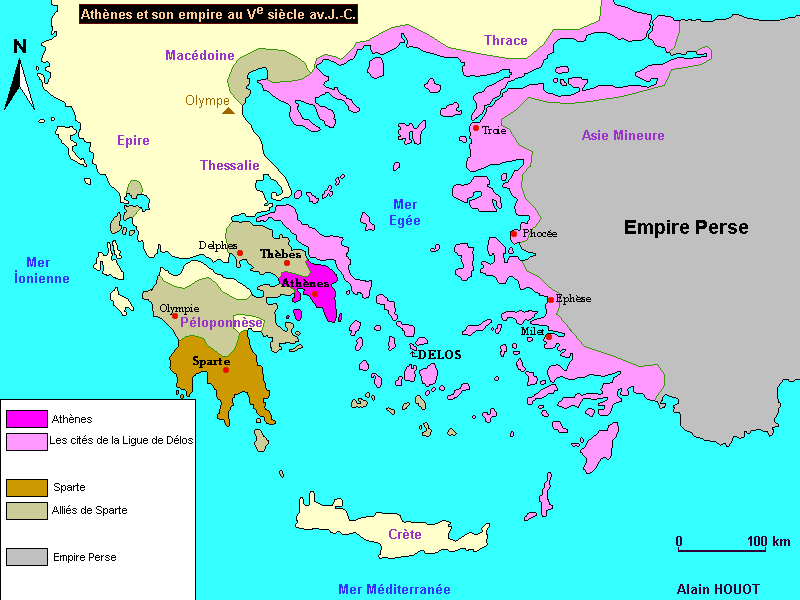 Athènes et son empire au Ve siècle av.J.-C.
N
Thrace
Macédoine
Olympe
Troie
Asie Mineure
Epire
Thessalie
Mer
Egée
Empire Perse
Phocée
Delphes
Thèbes
Mer
Ïonienne
Athènes
Ephèse
Olympie
Péloponnèse
Milet
DELOS
Sparte
Athènes
Les cités de la Ligue de Délos
Sparte
Alliés de Sparte
Empire Perse
Crète
0 100 km
Mer Méditerranée
Alain HOUOT